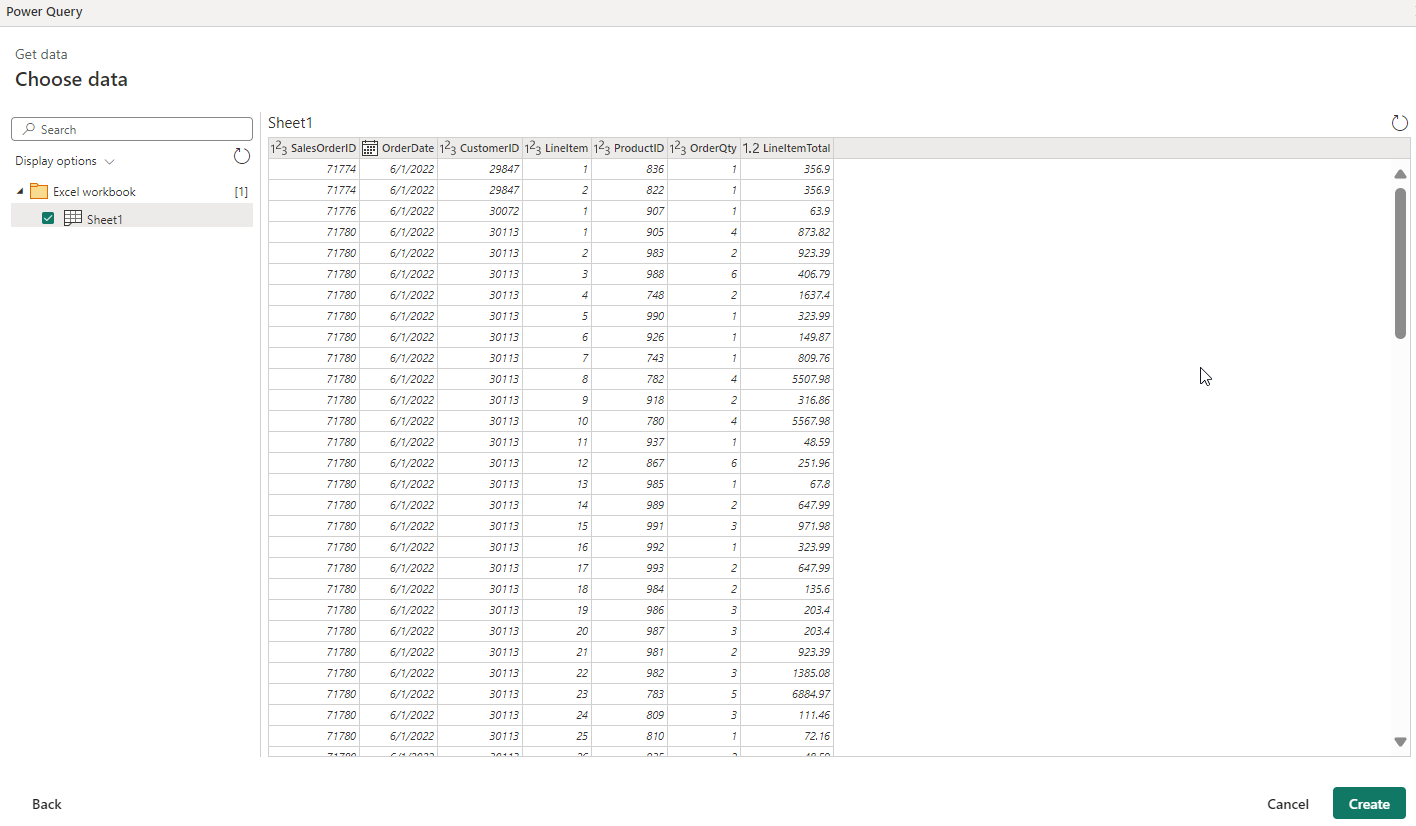 Power Query
Get data
Choose data
Search
Display options
Excel workbook [1]
Sheet1
Sheet1
123 SalesOrderID OrderDate 123 CustomerID 123 LineItem 123 ProductID 123 OrderQty 1.2 LineItemTotal
71774 6/1/2022 29847 1 836 1 356.9
71774 6/1/2022 29847 2 822 1 356.9
71776 6/1/2022 30072 1 907 1 63.9
71780 6/1/2022 30113 1 905 4 873.82
71780 6/1/2022 30113 2 983 2 923.39
71780 6/1/2022 30113 3 988 6 406.79
71780 6/1/2022 30113 4 748 2 1637.4
71780 6/1/2022 30113 5 990 1 323.99
71780 6/1/2022 30113 6 926 1 149.87
71780 6/1/2022 30113 7 743 1 809.76
71780 6/1/2022 30113 8 782 4 5507.98
71780 6/1/2022 30113 9 918 2 316.86
71780 6/1/2022 30113 10 780 4 5567.98
71780 6/1/2022 30113 11 937 1 48.59
71780 6/1/2022 30113 12 867 6 251.96
71780 6/1/2022 30113 13 985 1 67.8
71780 6/1/2022 30113 14 989 2 647.99
71780 6/1/2022 30113 15 991 3 971.98
71780 6/1/2022 30113 16 992 1 323.99
71780 6/1/2022 30113 17 993 2 647.99
71780 6/1/2022 30113 18 984 2 135.6
71780 6/1/2022 30113 19 986 3 203.4
71780 6/1/2022 30113 20 987 3 203.4
71780 6/1/2022 30113 21 981 2 923.39
71780 6/1/2022 30113 22 982 3 1385.08
71780 6/1/2022 30113 23 783 5 6884.97
71780 6/1/2022 30113 24 809 3 111.46
71780 6/1/2022 30113 25 810 1 72.16
Back
Cancel
Create